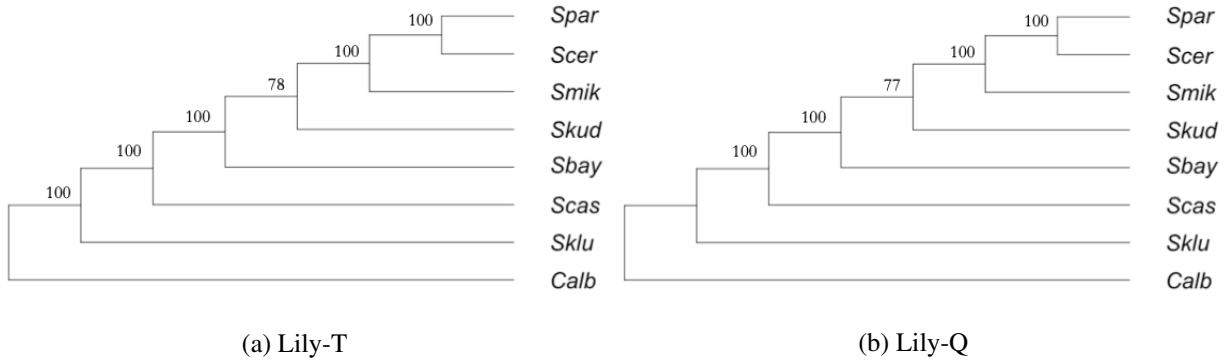 100
Spar
100
Scer
78
Smik
100
Skud
100
Sbay
100
Scas
Sklu
Calb
(a) Lily-T
100
Spar
100
Scer
77
Smik
100
Skud
100
Sbay
Scas
Sklu
Calb
(b) Lily-Q